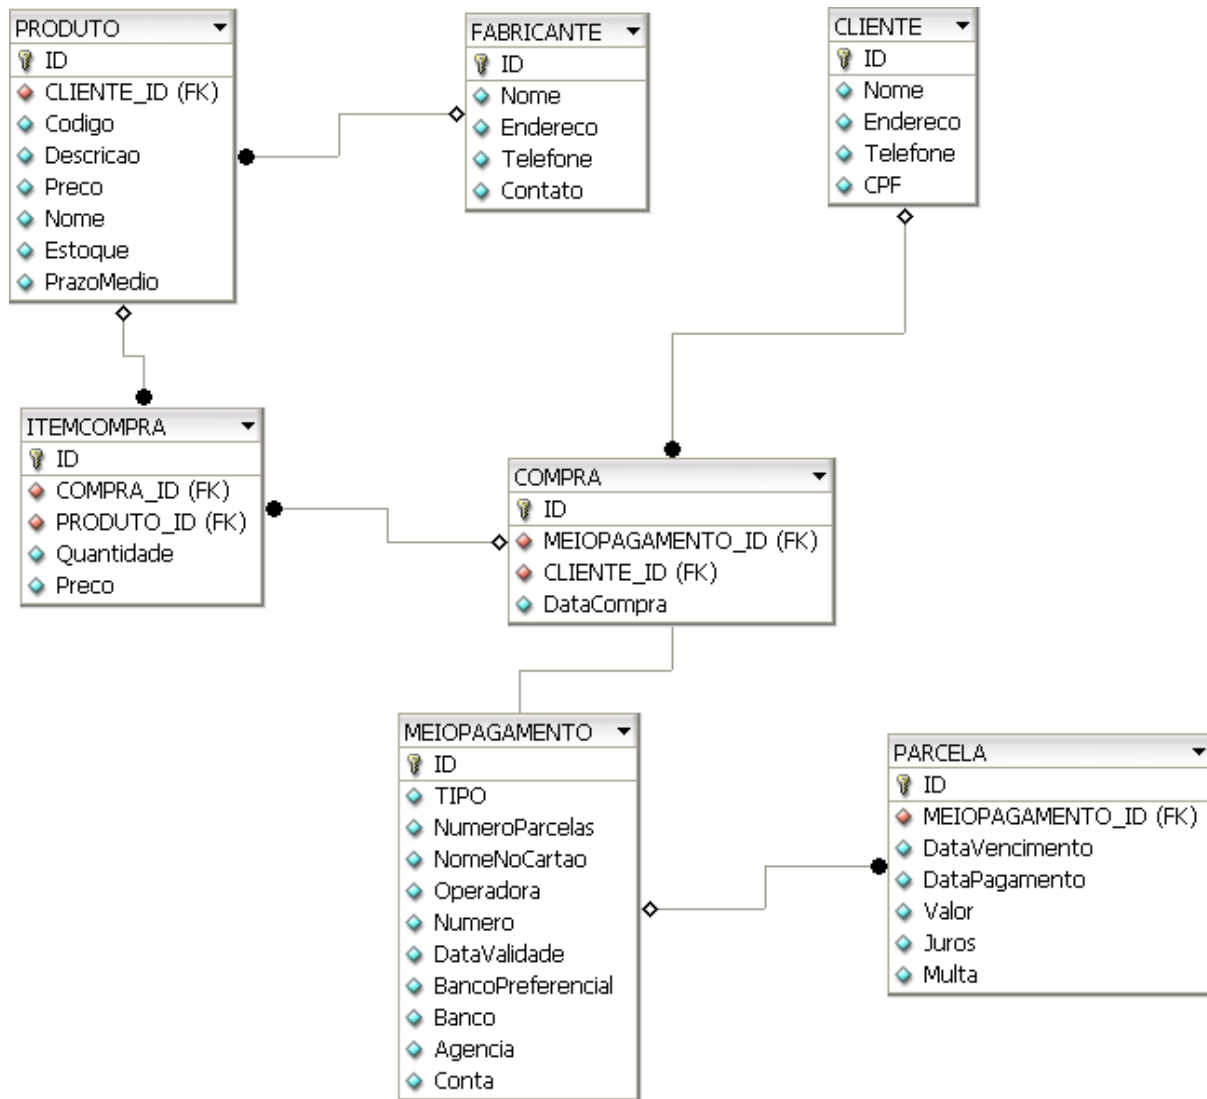 PRODUTO
ID
CLIENTE_ID (FK)
Codigo
Descricao
Preco
Nome
Estoque
PrazoMedio
FABRICANTE
ID
Nome
Endereco
Telefone
Contato
CLIENTE
ID
Nome
Endereco
Telefone
CPF
ITEMCOMPRA
ID
COMPRA_ID (FK)
PRODUTO_ID (FK)
Quantidade
Preco
COMPRA
ID
MEIOPAGAMENTO_ID (FK)
CLIENTE_ID (FK)
DataCompra
MEIOPAGAMENTO
ID
TIPO
NumeroParcelas
NomeNoCartao
Operadora
Numero
DataValidade
BancoPreferencial
Banco
Agencia
Conta
PARCELA
ID
MEIOPAGAMENTO_ID (FK)
DataVencimento
DataPagamento
Valor
Juros
Multa